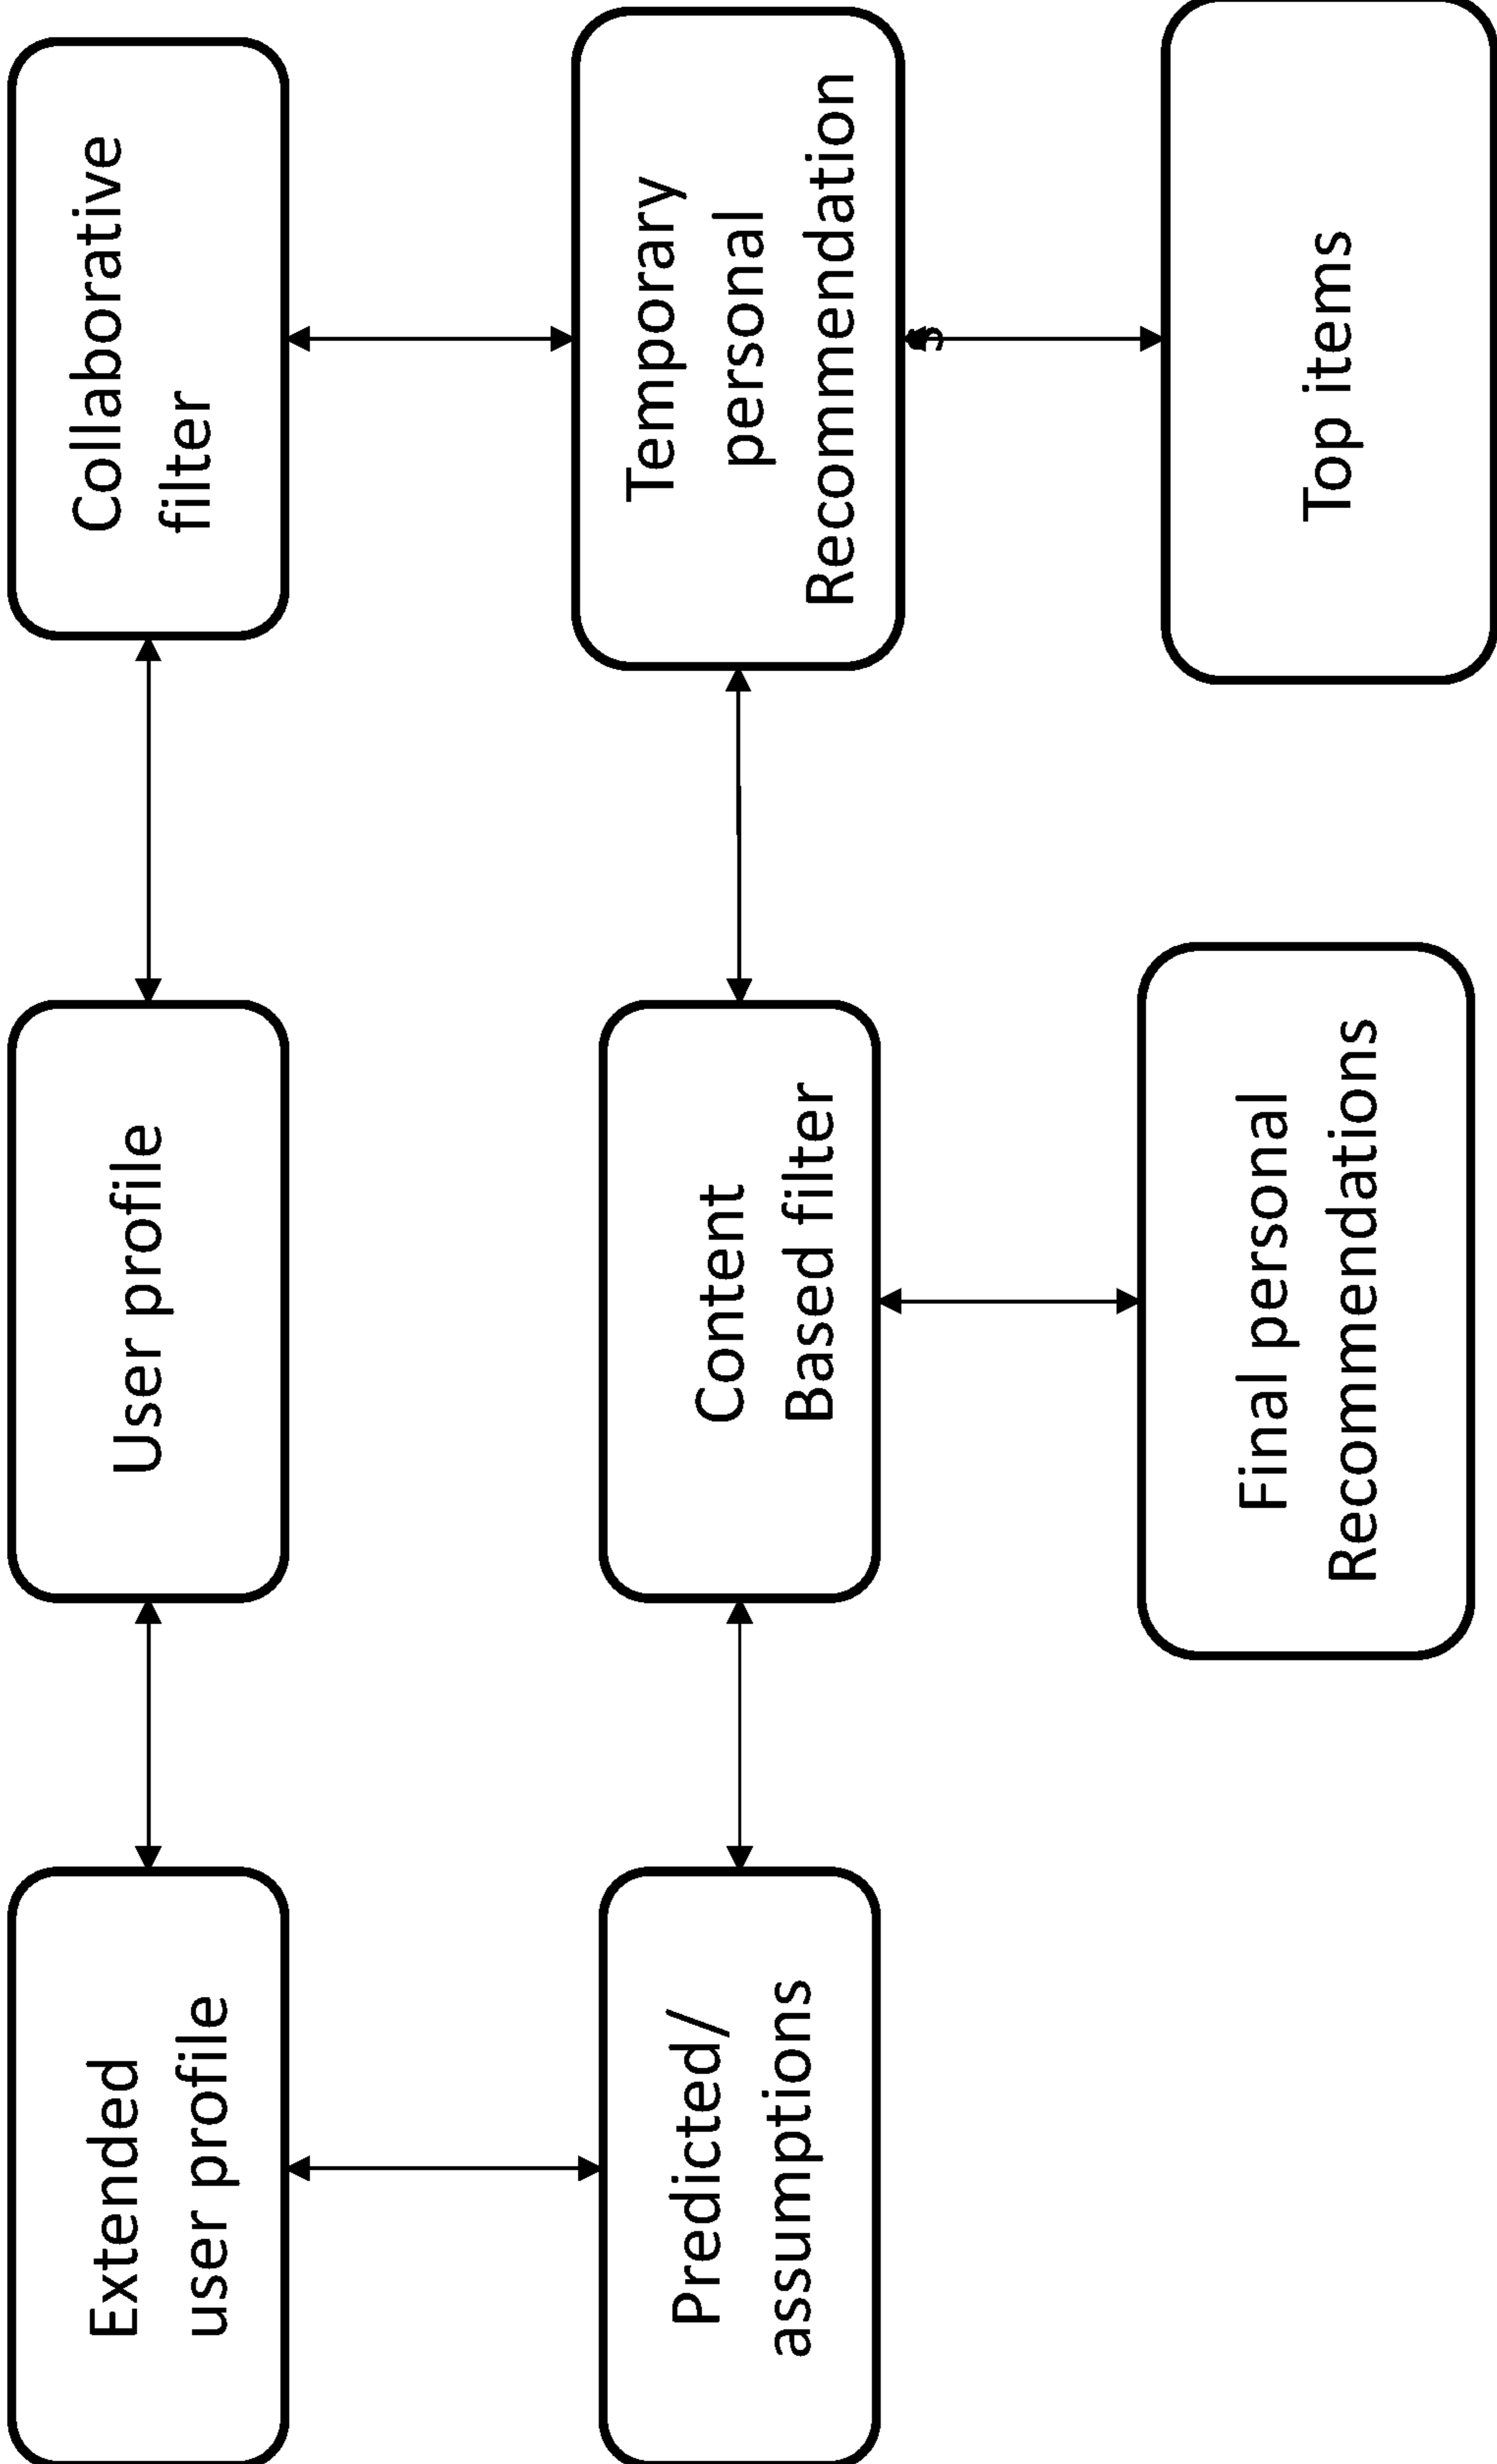 Extended
user profile
User profile
Collaborative
filter
Predicted/
assumptions
Content
Based filter
Temporary
personal
Recommendation
s
Final personal
Recommendations
Top items